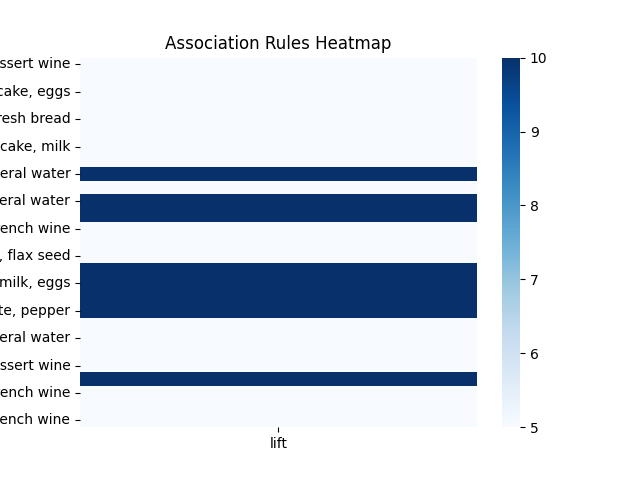 Association Rules Heatmap
ssert wine
cake, eggs
resh bread
cake, milk
eral water
eral water
ench wine
, flax seed
milk, eggs
te, pepper
eral water
ssert wine
ench wine
ench wine
lift
10
9
8
7
6
5